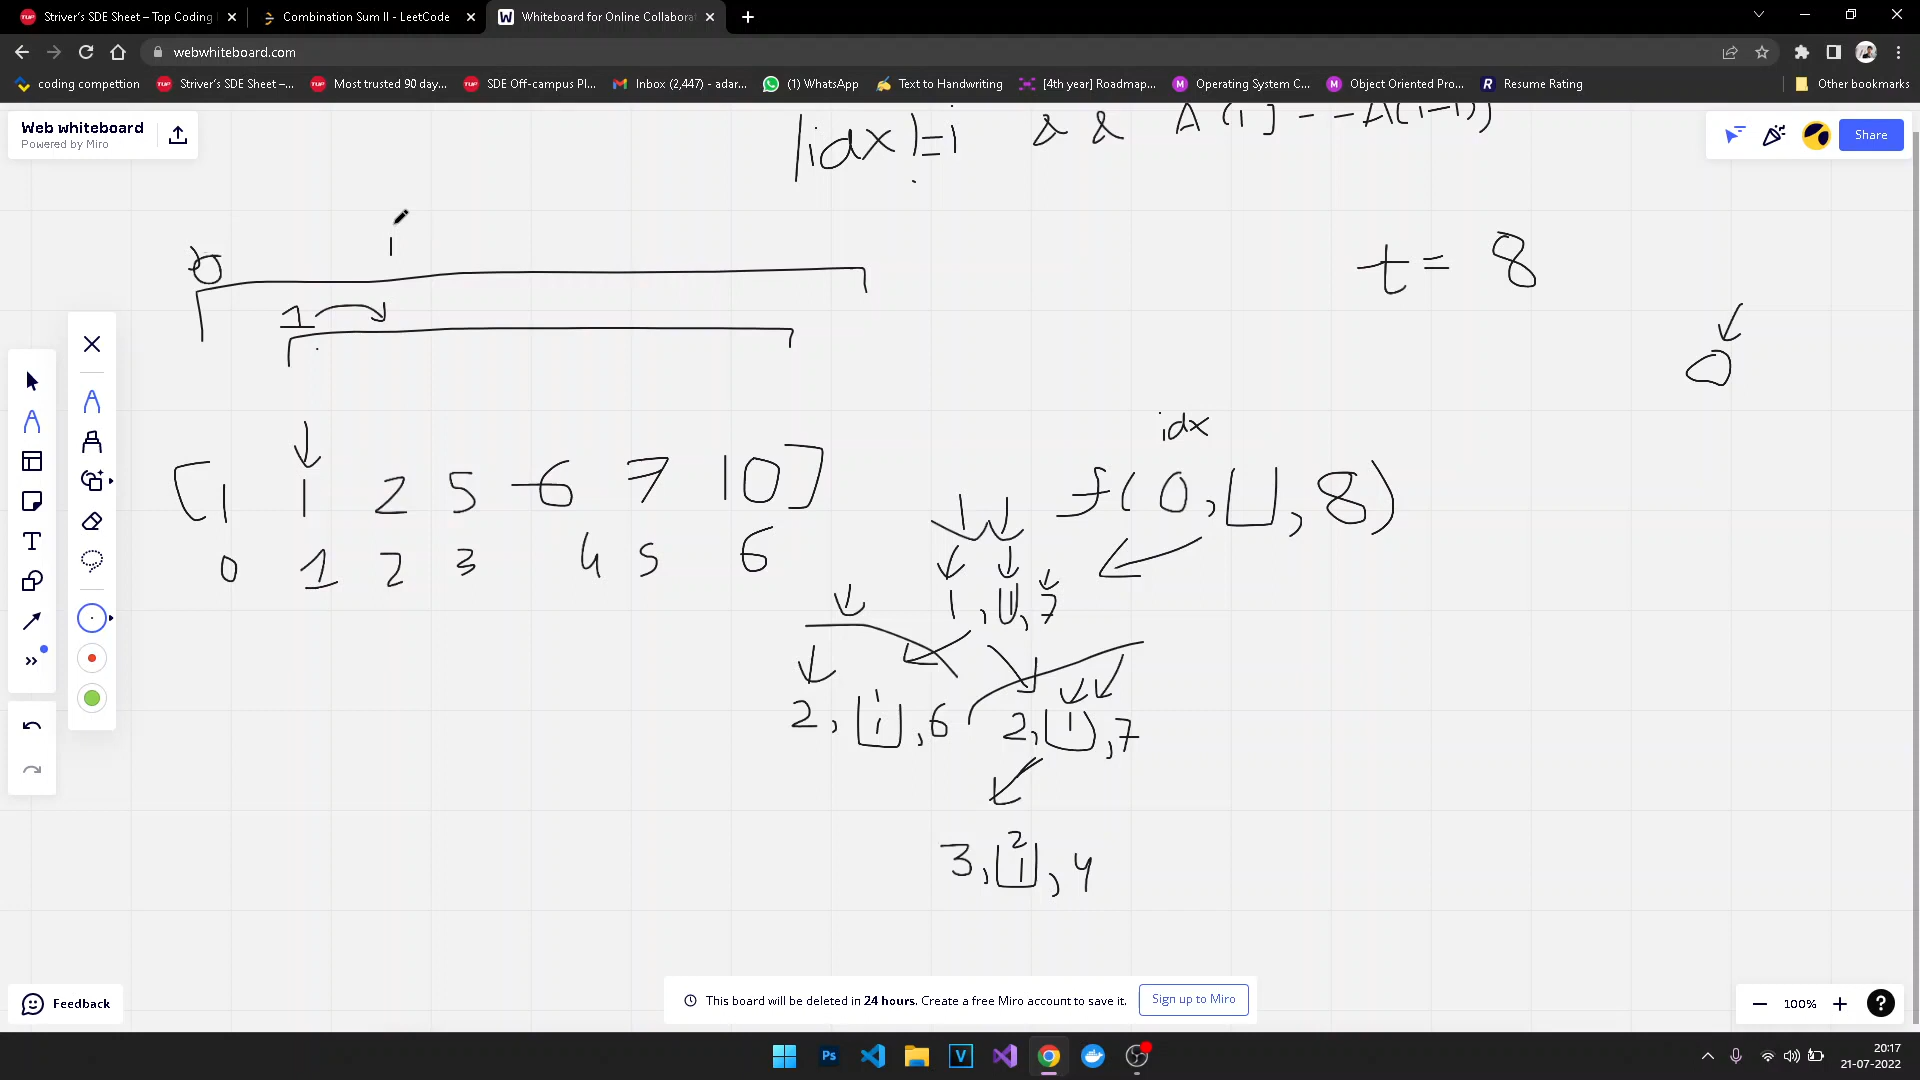 Striver's SDE Sheet – Top Coding
Combination Sum II - LeetCode
Whiteboard for Online Collabora
webwhiteboard.com
coding compettion
Striver's SDE Sheet –...
Most trusted 90 day...
SDE Off-campus Pl...
Inbox (2,447) - adar...
(1) WhatsApp
Text to Handwriting
[4th year] Roadmap...
Operating System C...
Object Oriented Pro...
Resume Rating
Other bookmarks
Web whiteboard
Powered by Miro
Share
idx != i && A[i] == A[i-1])
0
i
t = 8
1
idx
[1 1 2 5 6 7 10]
f(0, [], 8)
0 1 2 3 4 5 6
1, [1], 7
2, [1 1], 6
2, [1], 7
3, [2 1], 4
Feedback
This board will be deleted in 24 hours. Create a free Miro account to save it.
Sign up to Miro
100%
20:17
21-07-2022